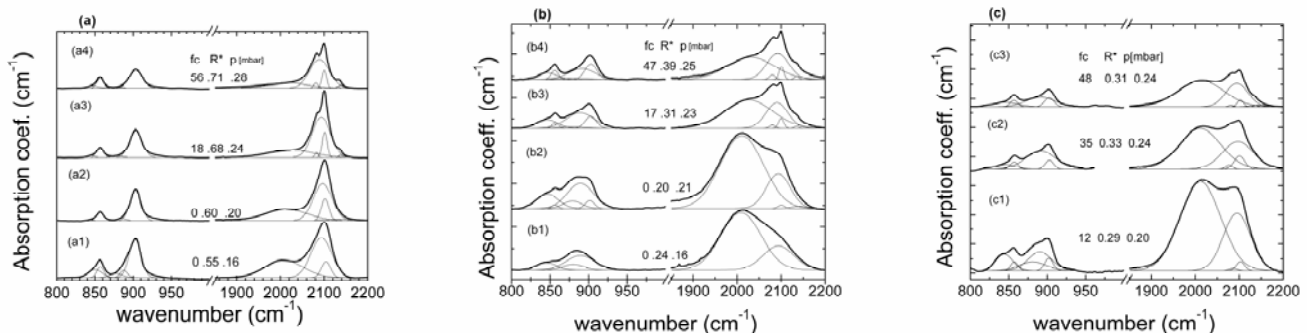 (a)
(a4)
fc R* p [mbar]
56 .71 .28
(a3)
18 .68 .24
(a2)
0 .60 .20
(a1)
0 .55 .16
800 850 900 1900 2000 2100 2200
wavenumber (cm-1)
Absorption coef. (cm-1)
(b)
(b4)
fc R* p [mbar]
47 .39 .25
(b3)
17 .31 .23
(b2)
0 .20 .21
(b1)
0 .24 .16
800 850 900 1900 2000 2100 2200
wavenumber (cm-1)
Absorption coeff. (cm-1)
(c)
(c3)
fc R* p[mbar]
48 0.31 0.24
(c2)
35 0.33 0.24
(c1)
12 0.29 0.20
800 850 900 1900 2000 2100 2200
wavenumber (cm-1)
Absorption coeff. (cm-1)